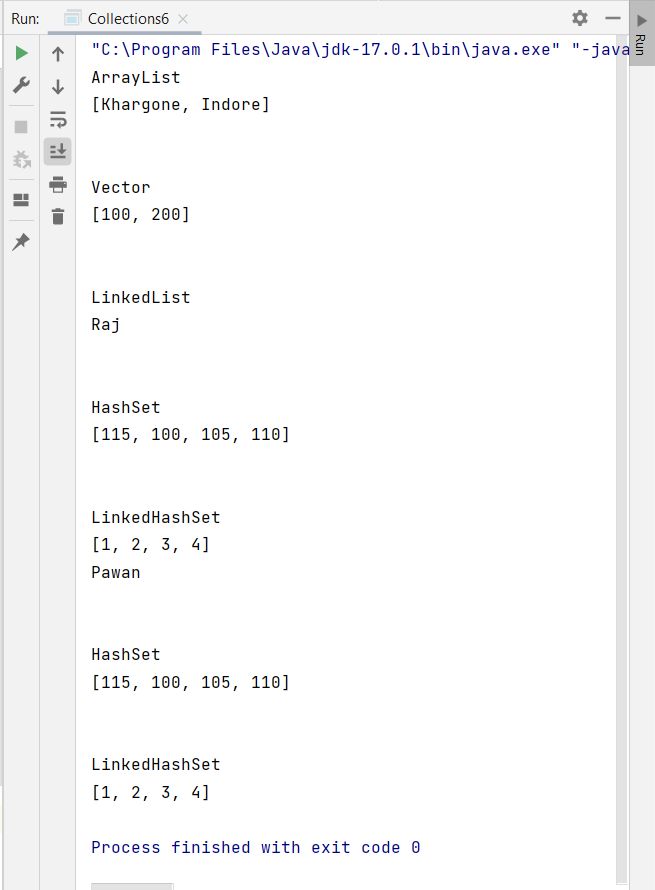 Run: Collections6
Run
"C:\Program Files\Java\jdk-17.0.1\bin\java.exe" "-java
ArrayList
[Khargone, Indore]
Vector
[100, 200]
LinkedList
Raj
HashSet
[115, 100, 105, 110]
LinkedHashSet
[1, 2, 3, 4]
Pawan
HashSet
[115, 100, 105, 110]
LinkedHashSet
[1, 2, 3, 4]
Process finished with exit code 0